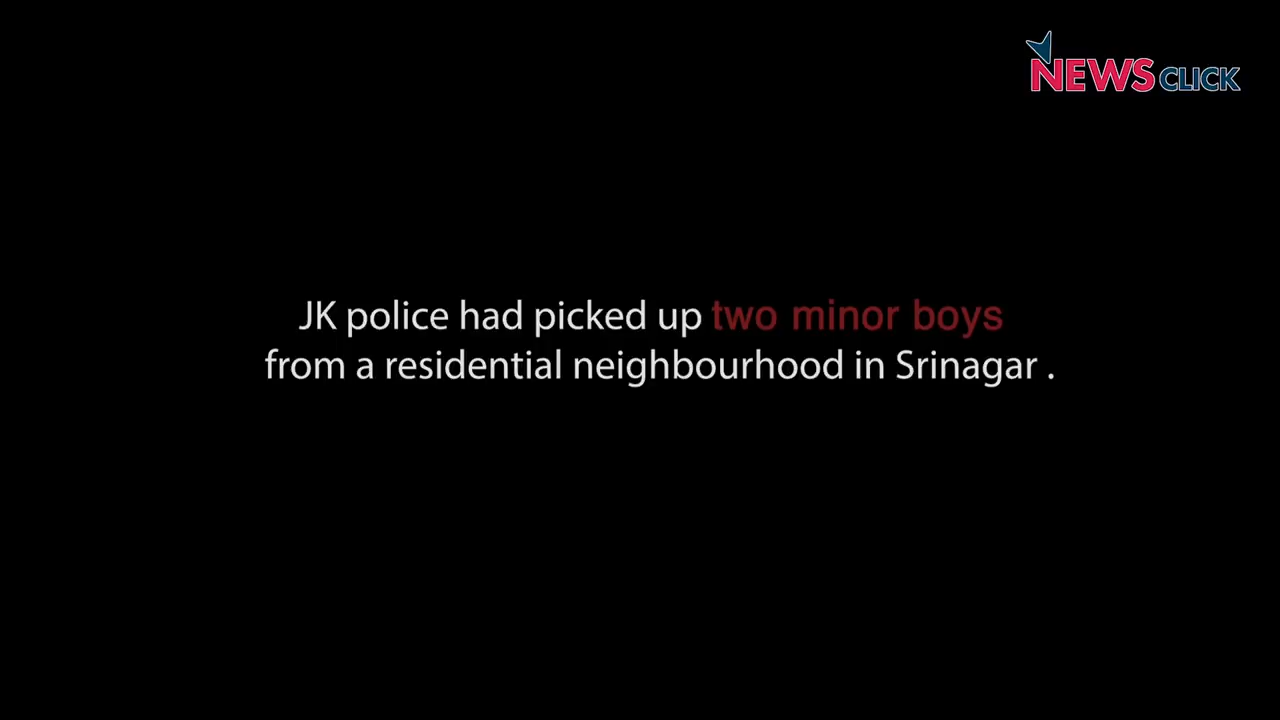 NEWSCLICK
JK police had picked up two minor boys
from a residential neighbourhood in Srinagar .